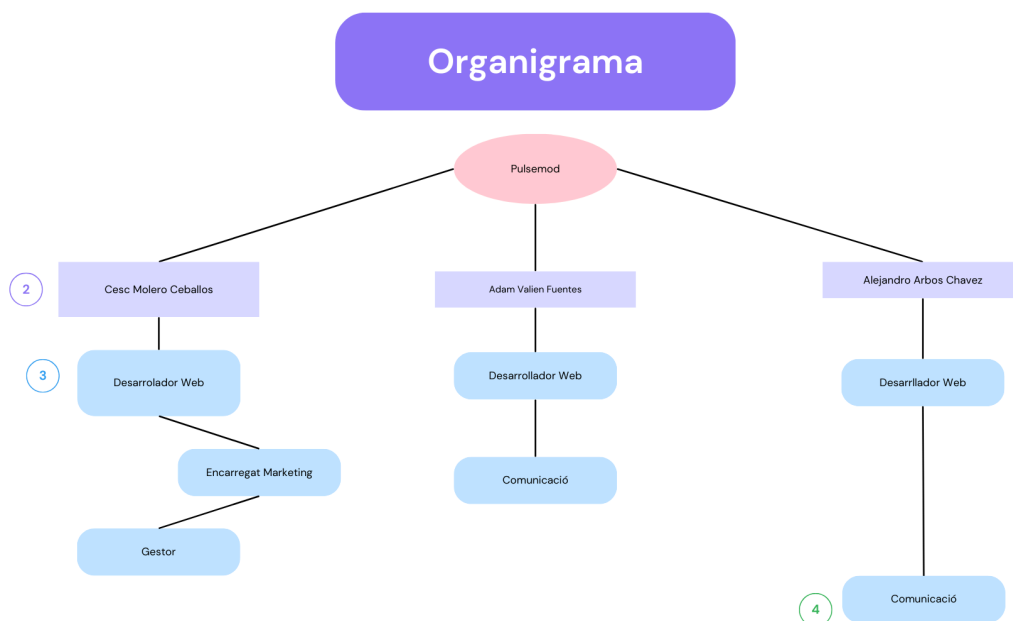 Organigrama
Pulsemod
2
Cesc Molero Ceballos
Adam Valien Fuentes
Alejandro Arbos Chavez
3
Desarrolador Web
Desarrollador Web
Desarrllador Web
Encarregat Marketing
Comunicació
Gestor
4
Comunicació